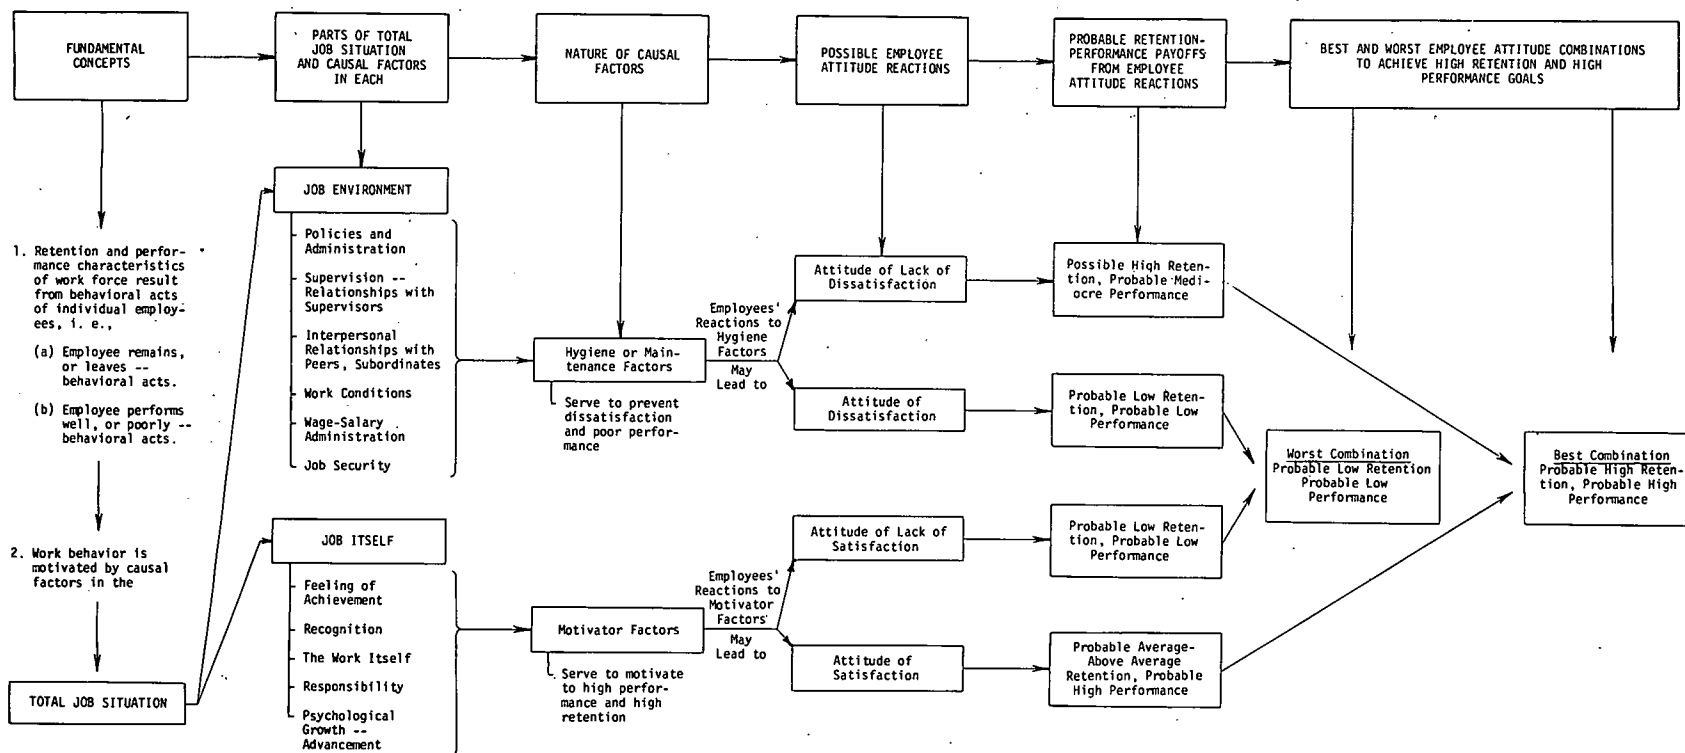 FUNDAMENTAL
CONCEPTS
PARTS OF TOTAL
JOB SITUATION
AND CAUSAL FACTORS
IN EACH
NATURE OF CAUSAL
FACTORS
POSSIBLE EMPLOYEE
ATTITUDE REACTIONS
PROBABLE RETENTION-
PERFORMANCE PAYOFFS
FROM EMPLOYEE
ATTITUDE REACTIONS
BEST AND WORST EMPLOYEE ATTITUDE COMBINATIONS
TO ACHIEVE HIGH RETENTION AND HIGH
PERFORMANCE GOALS
1. Retention and perfor-
mance characteristics
of work force result
from behavioral acts
of individual employ-
ees, i. e.,
(a) Employee remains,
or leaves --
behavioral acts.
(b) Employee performs
well, or poorly --
behavioral acts.
2. Work behavior is
motivated by causal
factors in the
TOTAL JOB SITUATION
JOB ENVIRONMENT
Policies and
Administration
Supervision --
Relationships with
Supervisors
Interpersonal
Relationships with
Peers, Subordinates
Work Conditions
Wage-Salary
Administration
Job Security
JOB ITSELF
Feeling of
Achievement
Recognition
The Work Itself
Responsibility
Psychological
Growth --
Advancement
Hygiene or Main-
tenance Factors
Serve to prevent
dissatisfaction
and poor perfor-
mance
Motivator Factors
Serve to motivate
to high perfor-
mance and high
retention
Employees'
Reactions to
Hygiene
Factors
May
Lead to
Employees'
Reactions to
Motivator
Factors
May
Lead to
Attitude of Lack of
Dissatisfaction
Attitude of
Dissatisfaction
Attitude of Lack of
Satisfaction
Attitude of
Satisfaction
Possible High Reten-
tion, Probable Medi-
ocre Performance
Probable Low Reten-
tion, Probable Low
Performance
Probable Low Reten-
tion, Probable Low
Performance
Probable Average-
Above Average
Retention, Probable
High Performance
Worst Combination
Probable Low Retention
Probable Low
Performance
Best Combination
Probable High Reten-
tion, Probable High
Performance